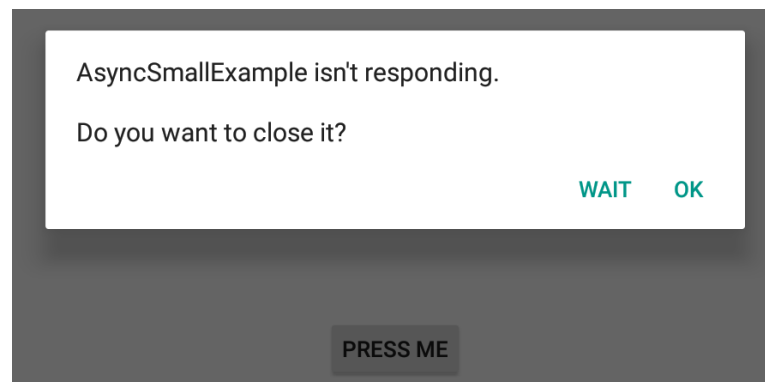 AsyncSmallExample isn't responding.
Do you want to close it?
WAIT OK
PRESS ME